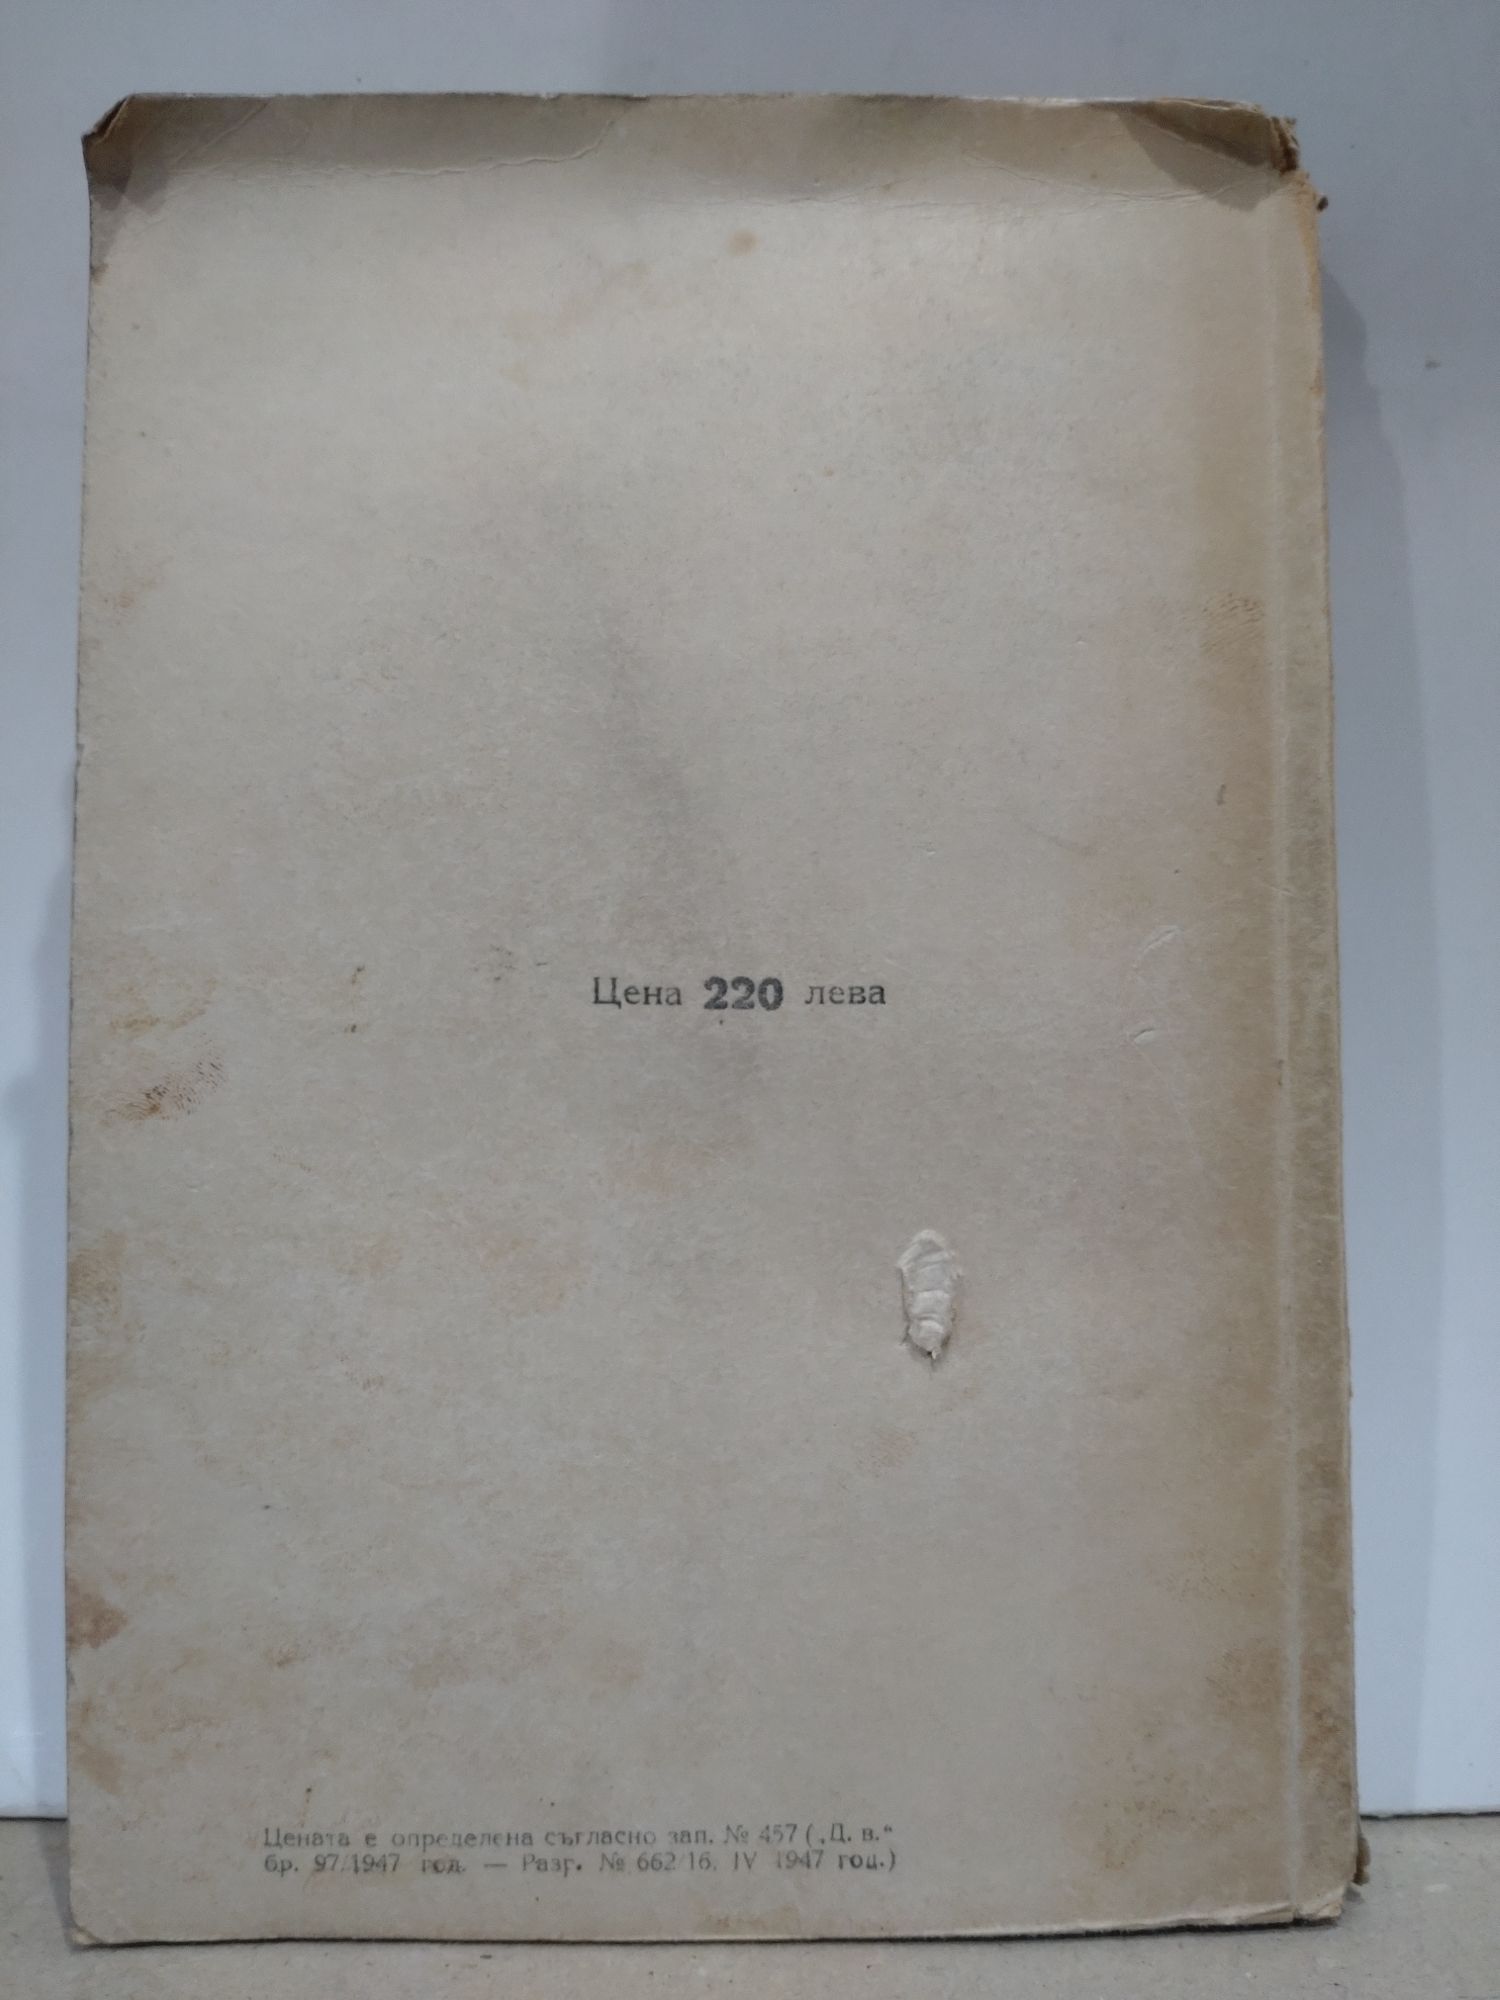 Цена 220 лева
Цената е определена съгласно зап. № 457 („Д. в.“
бр. 97/1947 год. — Разг. № 662/16. IV 1947 год.)